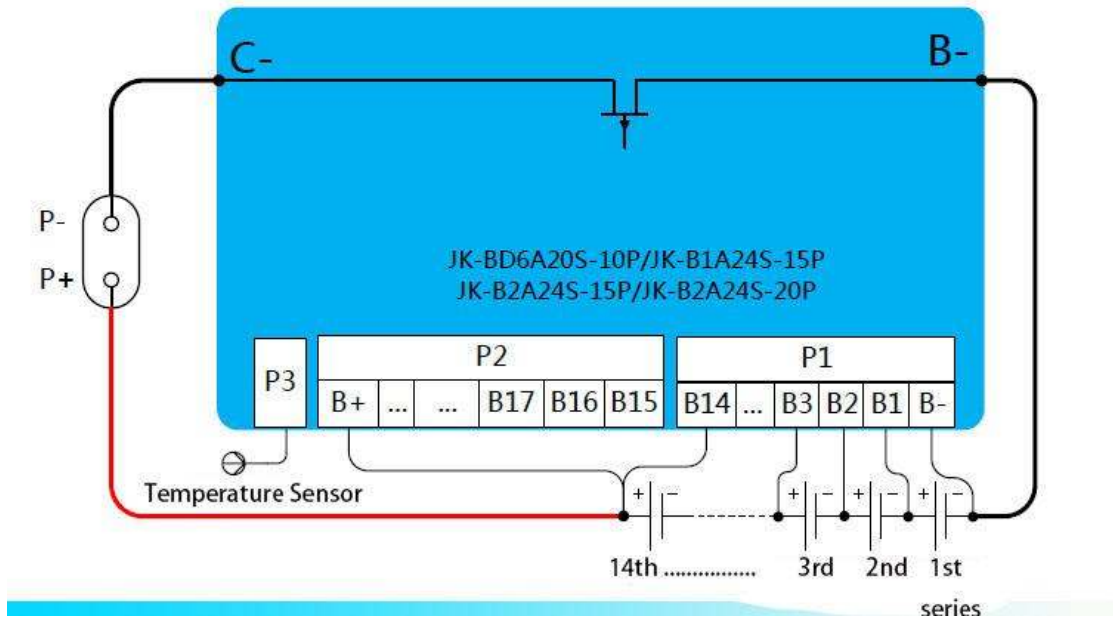 C- B-
P-
P+
JK-BD6A20S-10P/JK-B1A24S-15P
JK-B2A24S-15P/JK-B2A24S-20P
P3 P2 P1
B+ ... ... B17 B16 B15 B14 ... B3 B2 B1 B-
Temperature Sensor
+ - + - + - + -
14th ................ 3rd 2nd 1st
series